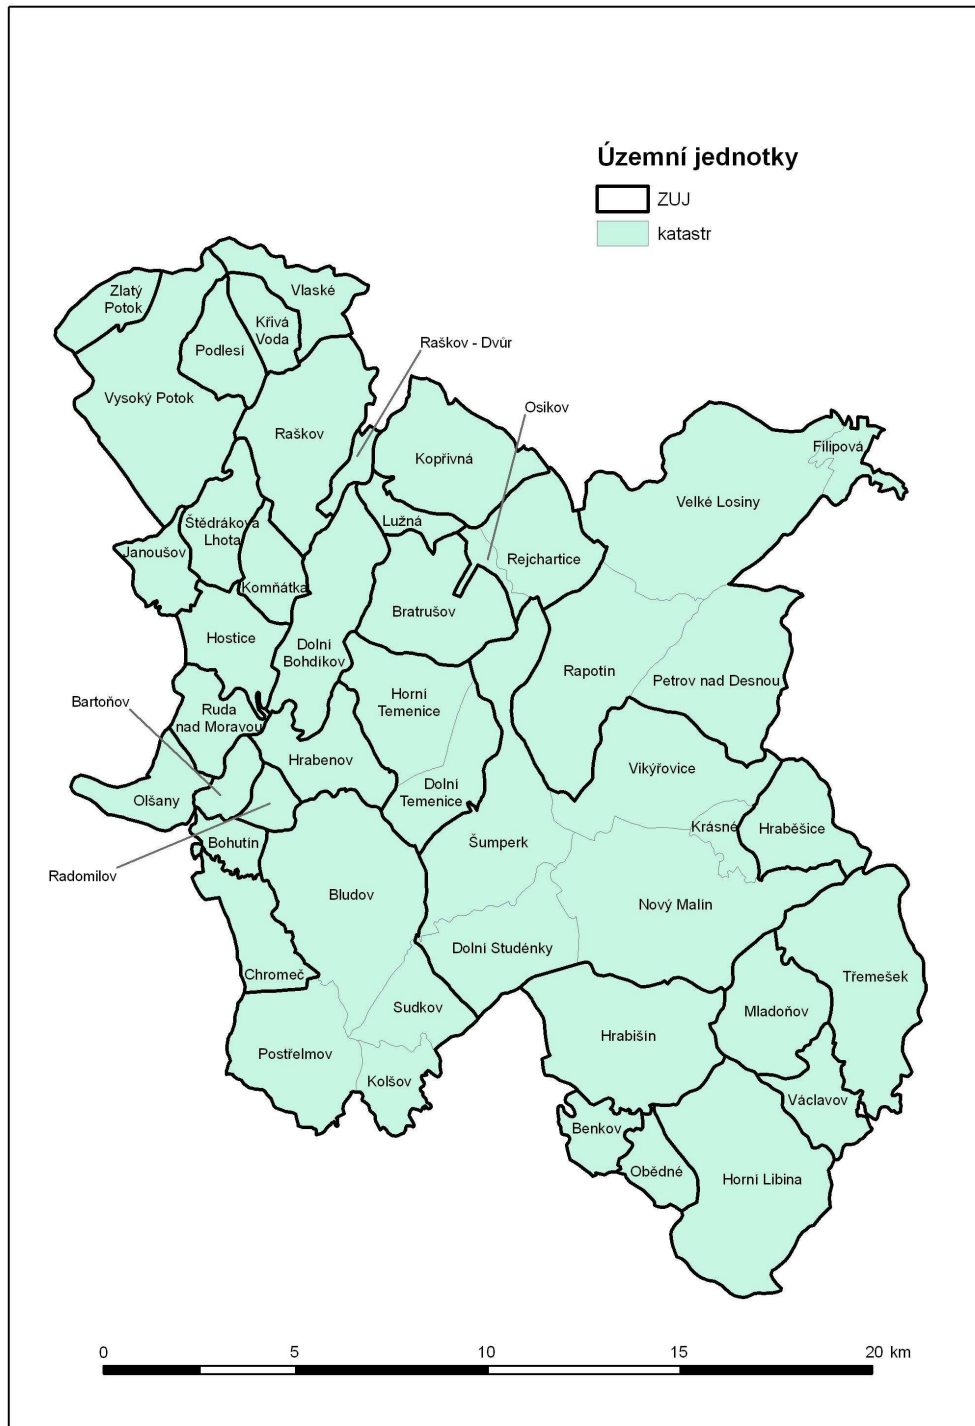 Územní jednotky
ZUJ
katastr
Zlatý
Potok
Vlaské
Křivá
Voda
Podlesí
Raškov - Dvůr
Vysoký Potok
Osikov
Raškov
Filipová
Kopřivná
Velké Losiny
Štědrákova
Lhota
Lužná
Janoušov
Rejchartice
Komňátka
Bratrušov
Hostice
Dolní
Bohdíkov
Rapotín
Petrov nad Desnou
Bartoňov
Horní
Temenice
Ruda
nad Moravou
Hrabenov
Vikýřovice
Olšany
Dolní
Temenice
Krásné
Hraběšice
Bohutín
Šumperk
Radomilov
Bludov
Nový Malín
Dolní Studénky
Chromeč
Třemešek
Sudkov
Mladoňov
Hrabišín
Postřelmov
Kolšov
Václavov
Benkov
Obědné
Horní Libina
0 5 10 15 20 km